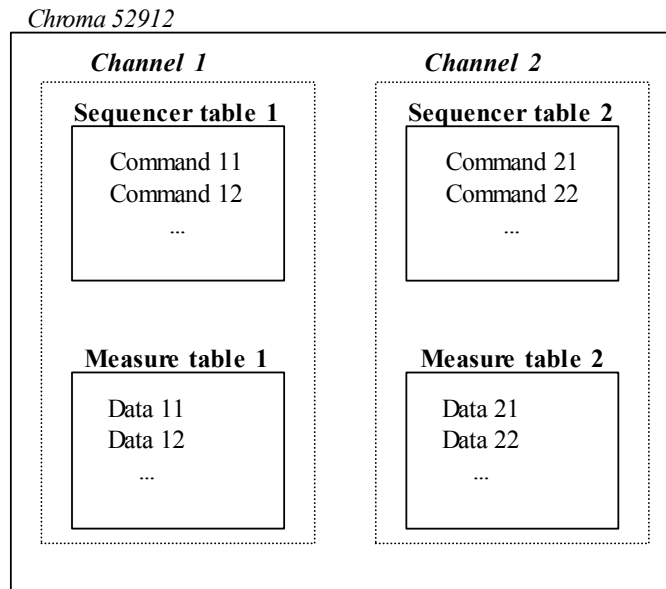 Chroma 52912
Channel 1
Sequencer table 1
Command 11
Command 12
...
Measure table 1
Data 11
Data 12
...
Channel 2
Sequencer table 2
Command 21
Command 22
...
Measure table 2
Data 21
Data 22
...